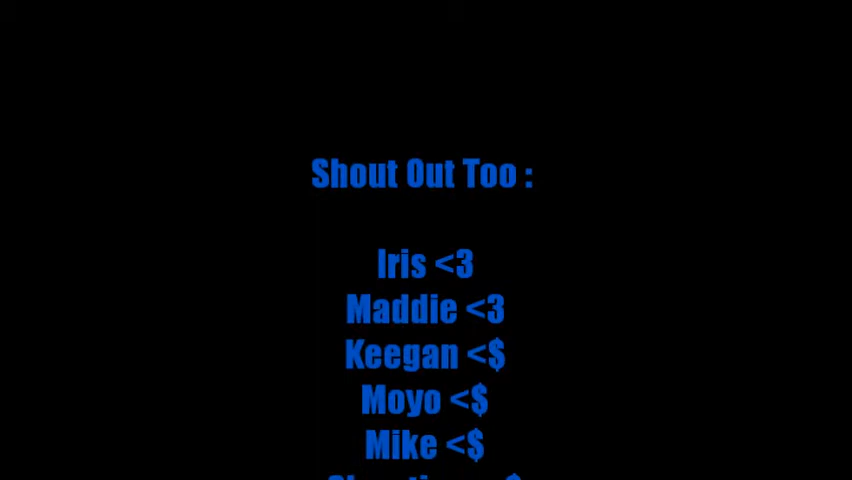 Shout Out Too :
Iris <3
Maddie <3
Keegan <$
Moyo <$
Mike <$